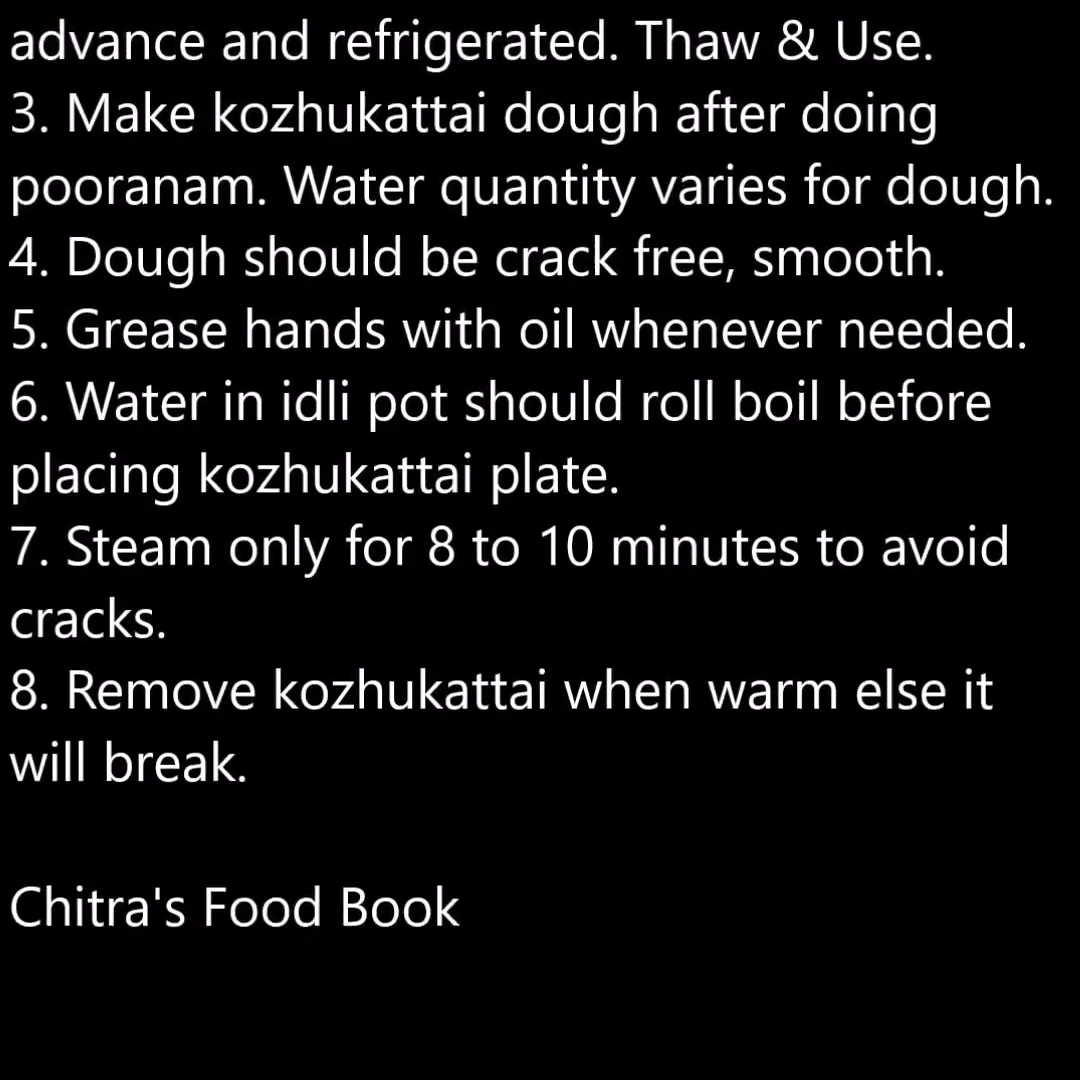 advance and refrigerated. Thaw & Use.
3. Make kozhukattai dough after doing
pooranam. Water quantity varies for dough.
4. Dough should be crack free, smooth.
5. Grease hands with oil whenever needed.
6. Water in idli pot should roll boil before
placing kozhukattai plate.
7. Steam only for 8 to 10 minutes to avoid
cracks.
8. Remove kozhukattai when warm else it
will break.
Chitra's Food Book